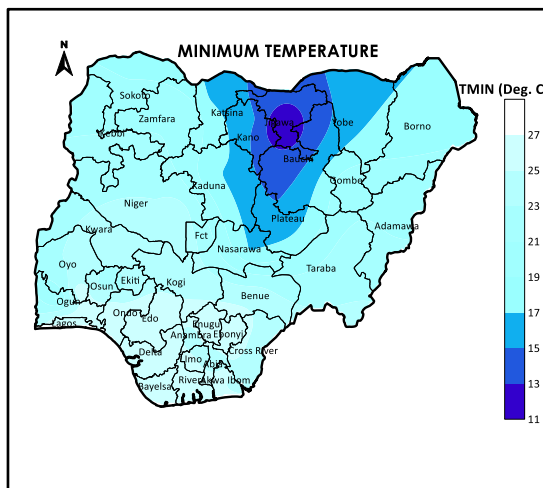 N
MINIMUM TEMPERATURE
TMIN (Deg. C
Sokoto
Zamfara
Kebbi
Katsina
Kano
Jigawa
Yobe
Borno
Bauchi
Gombe
Kaduna
Niger
Plateau
Adamawa
Kwara
Fct
Nasarawa
Taraba
Oyo
Osun
Ekiti
Kogi
Benue
Ogun
Lagos
Ondo
Edo
Enugu
Anambra
Ebonyi
Cross River
Delta
Imo
Abia
Bayelsa
Rivers
Akwa Ibom
27
25
23
21
19
17
15
13
11